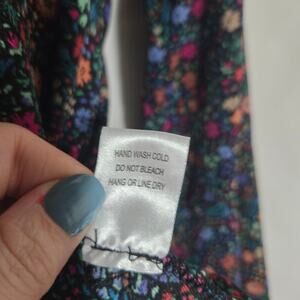 HAND WASH COLD
DO NOT BLEACH
HANG OR LINE DRY